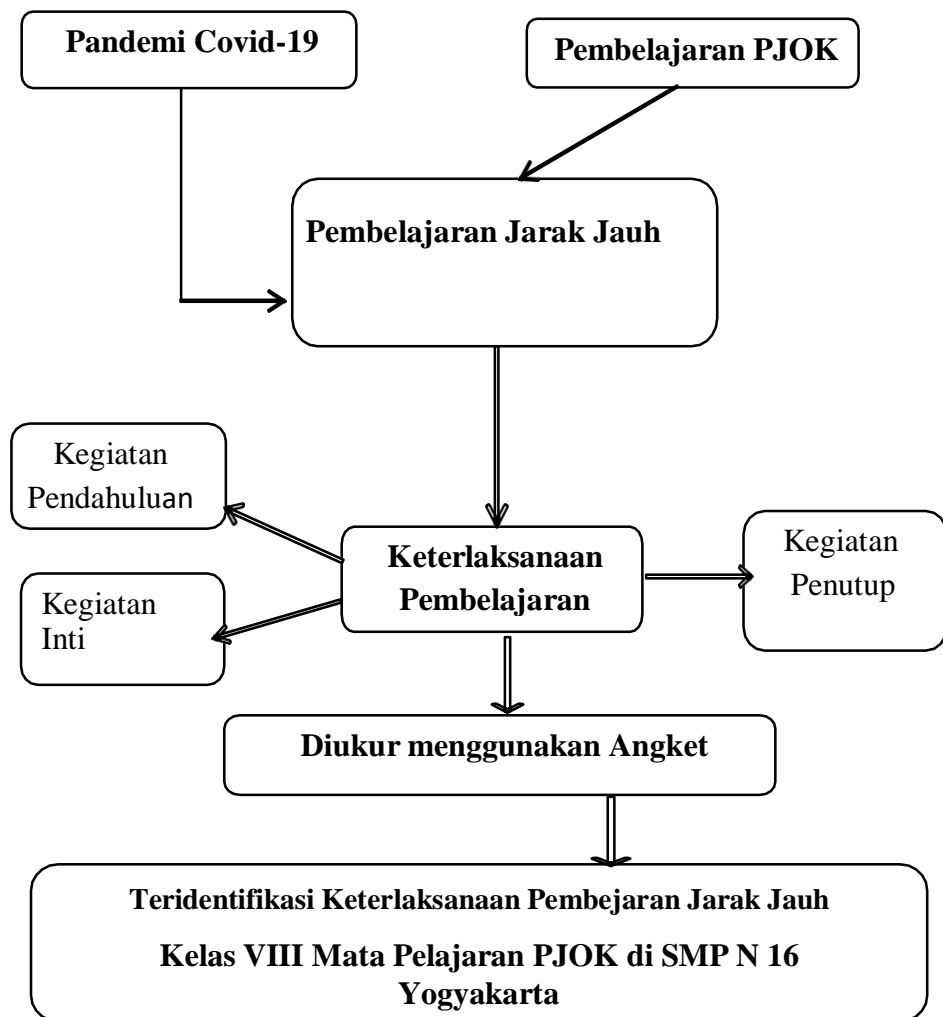 Pandemi Covid-19
Pembelajaran PJOK
Pembelajaran Jarak Jauh
Kegiatan
Pendahuluan
Keterlaksanaan
Pembelajaran
Kegiatan
Penutup
Kegiatan
Inti
Diukur menggunakan Angket
Teridentifikasi Keterlaksanaan Pembejaran Jarak Jauh
Kelas VIII Mata Pelajaran PJOK di SMP N 16
Yogyakarta